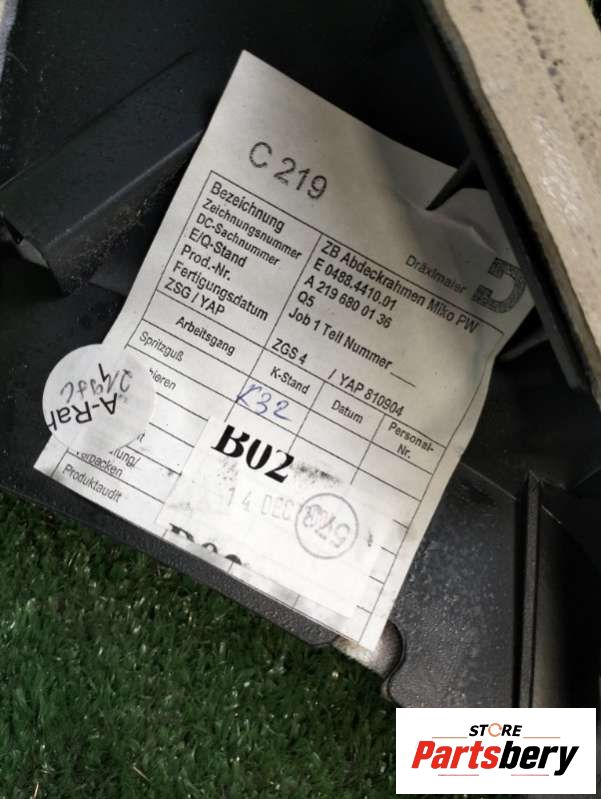 C 219
Dräxlmaier
Bezeichnung ZB Abdeckrahmen Miko PW
Zeichnungsnummer E 0488.4410.01
DC-Sachnummer A 219 680 01 36
E/Q-Stand Q5
Prod.-Nr. Job 1 Teil Nummer
Fertigungsdatum
ZSG / YAP ZGS 4 / YAP 810904
Arbeitsgang K-Stand Datum Personal-
Nr.
Spritzguß K32
A-Rah
B02
14 DEC
Produktaudit
STORE
Partsbery